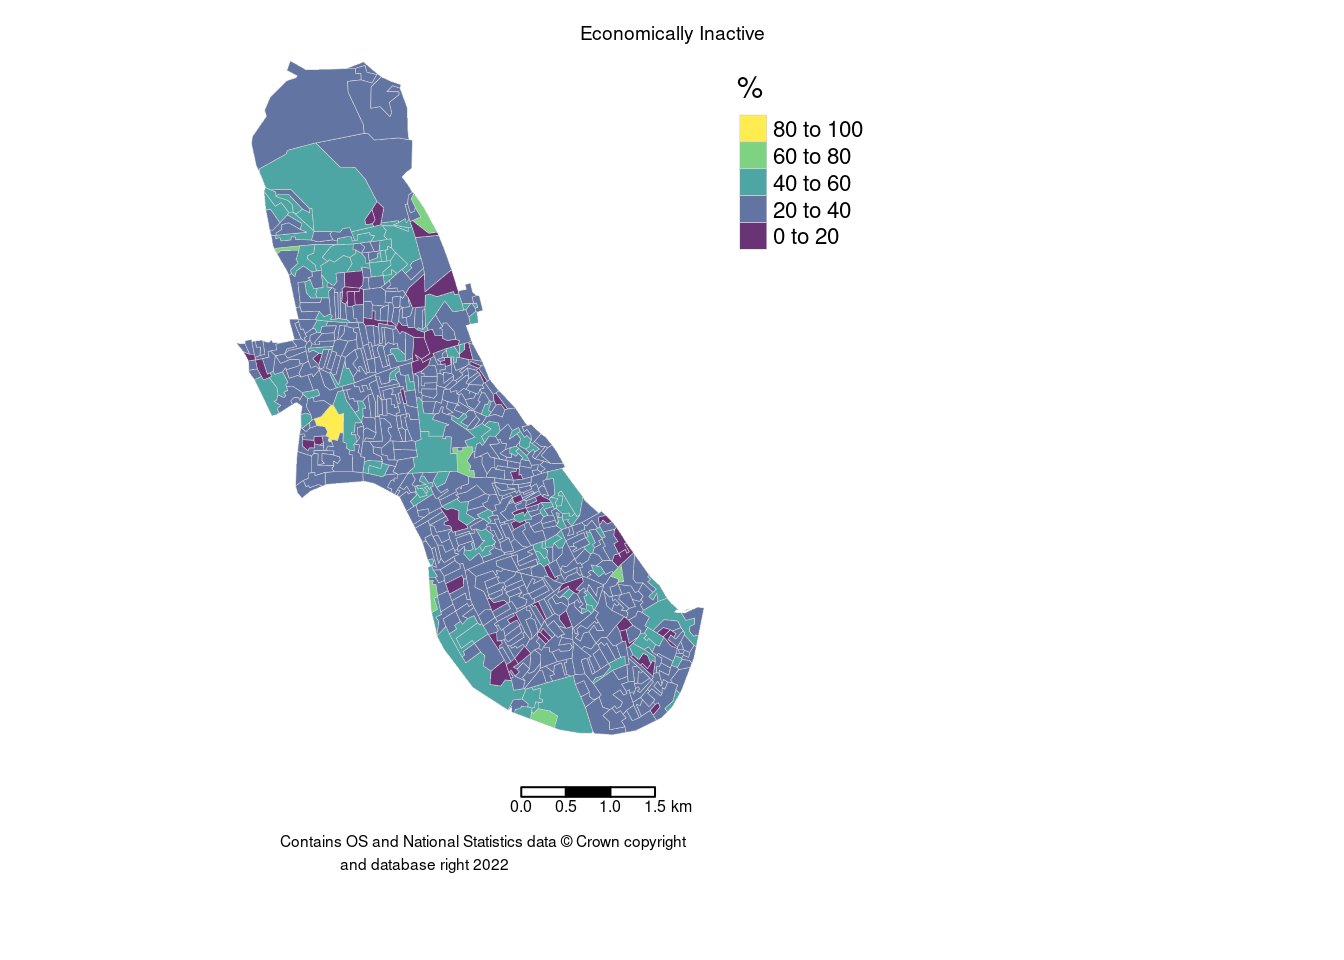 Economically Inactive
%
80 to 100
60 to 80
40 to 60
20 to 40
0 to 20
0.0 0.5 1.0 1.5 km
Contains OS and National Statistics data © Crown copyright
and database right 2022